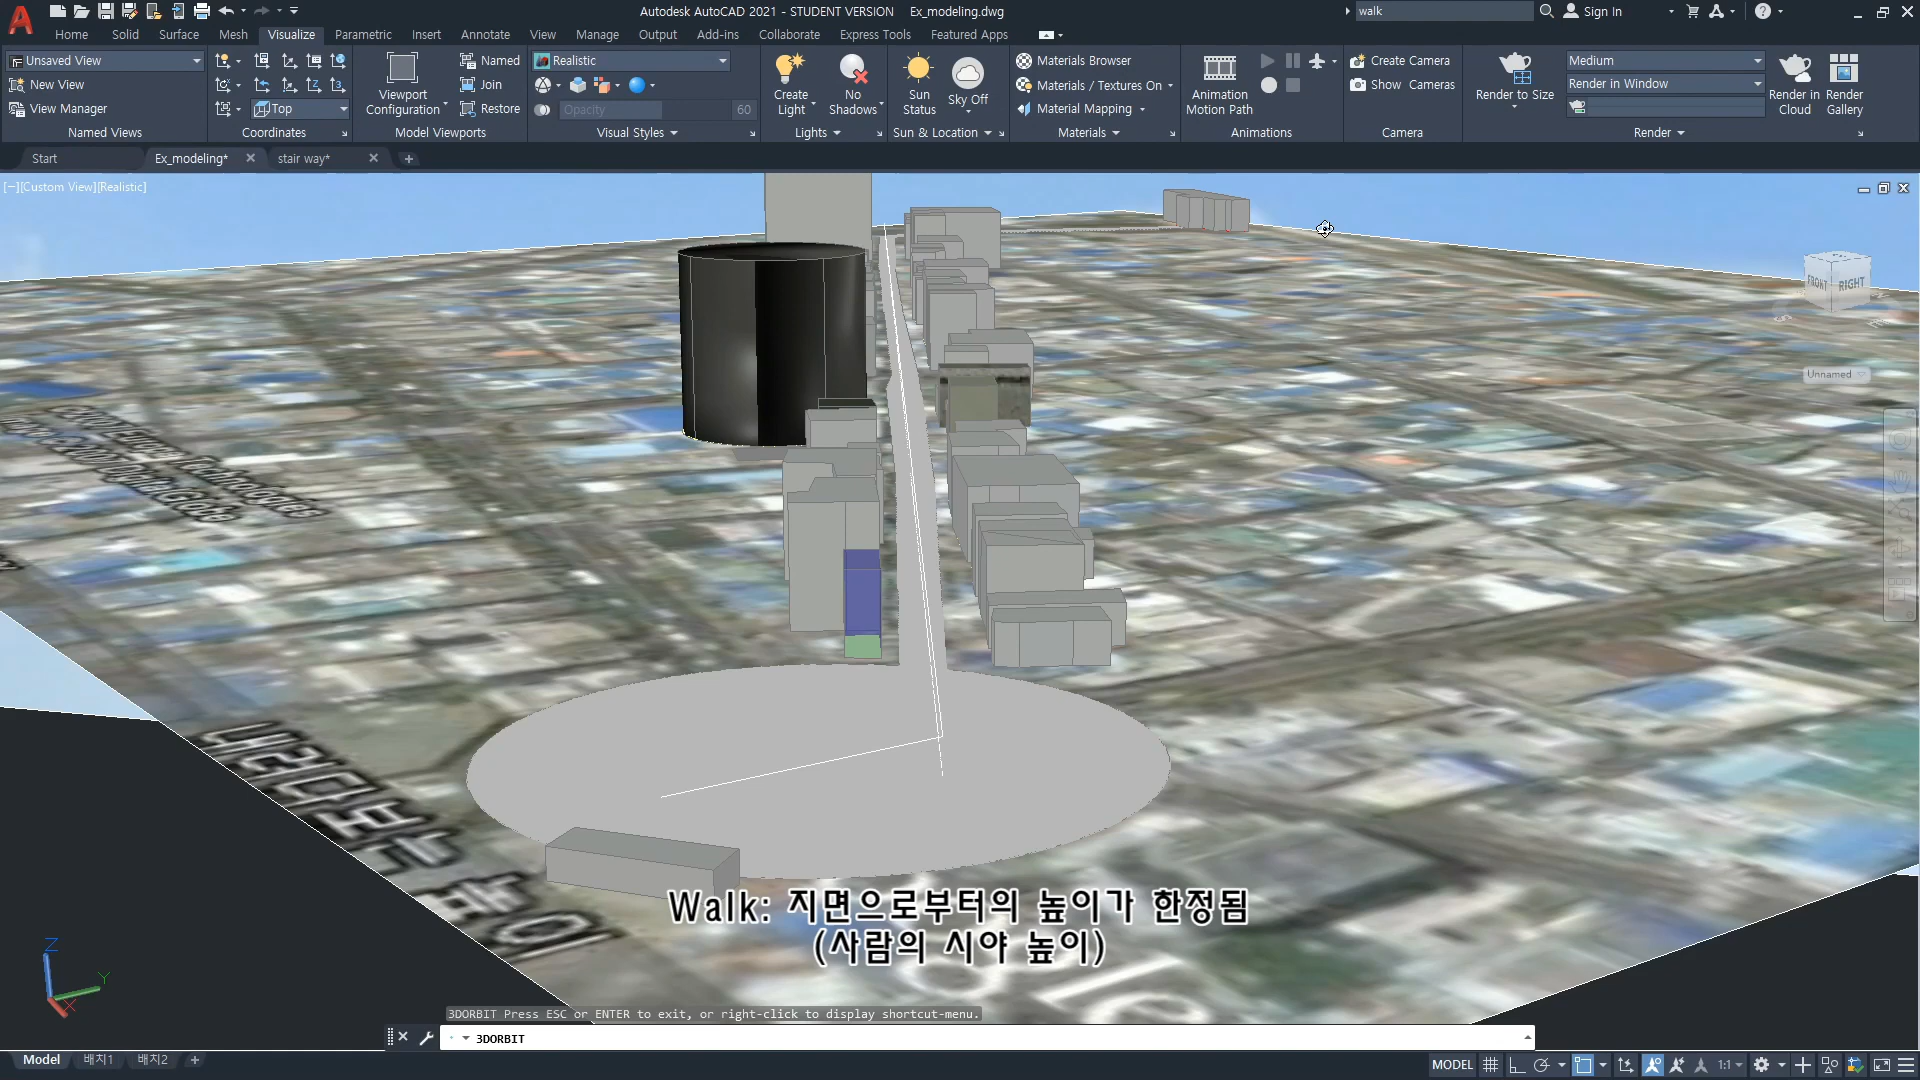 Autodesk AutoCAD 2021 - STUDENT VERSION Ex_modeling.dwg
walk
Sign In
Home Solid Surface Mesh Visualize Parametric Insert Annotate View Manage Output Add-ins Collaborate Express Tools Featured Apps
Unsaved View
New View
View Manager
Top
Named Views
Coordinates
Viewport
Configuration
Named
Join
Restore
Model Viewports
Realistic
Opacity 60
Visual Styles
Create
Light
No
Shadows
Lights
Sun
Status
Sky Off
Sun & Location
Materials Browser
Materials / Textures On
Material Mapping
Materials
Animation
Motion Path
Animations
Create Camera
Show Cameras
Camera
Render to Size
Medium
Render in Window
Render
Render in
Cloud
Render
Gallery
Start
Ex_modeling*
stair way*
[−][Custom View][Realistic]
FRONT
RIGHT
Unnamed
Walk: 지면으로부터의 높이가 한정됨
(사람의 시야 높이)
Z
Y
X
3DORBIT Press ESC or ENTER to exit, or right-click to display shortcut-menu.
3DORBIT
Model 배치1 배치2
MODEL
1:1